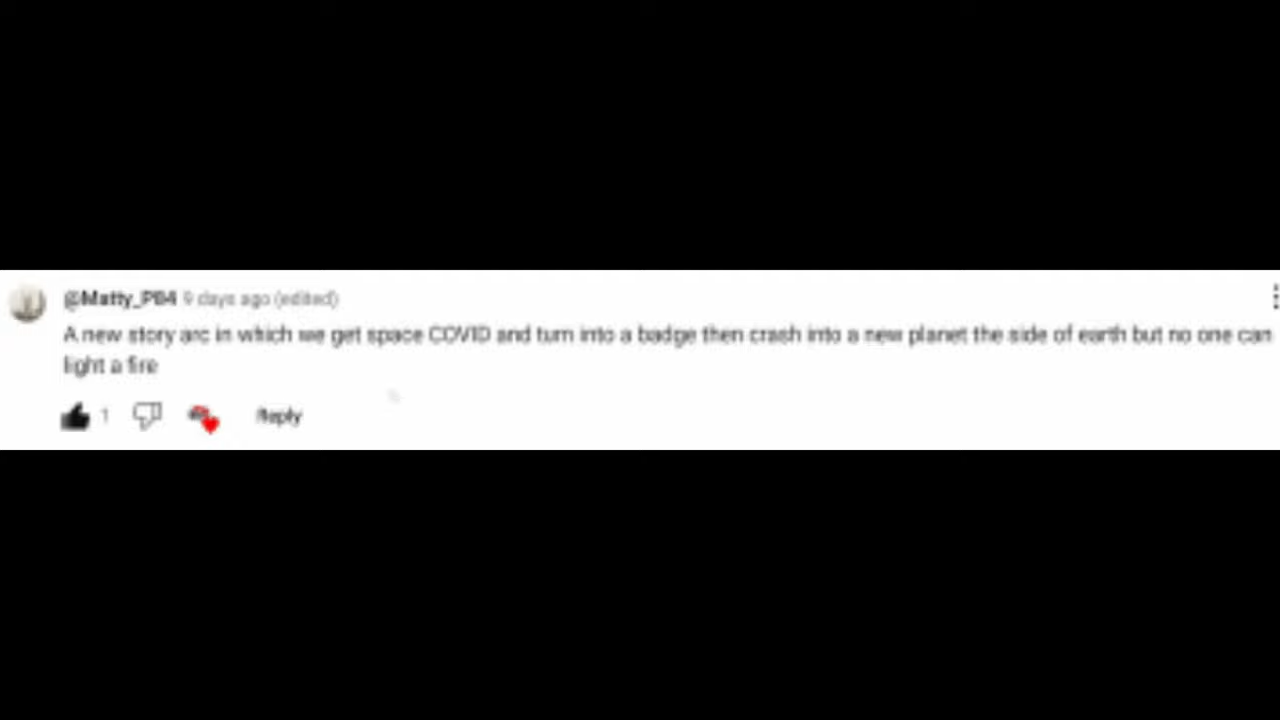 @Matty_P84 9 days ago (edited)
A new story arc in which we get space COVID and turn into a badge then crash into a new planet the side of earth but no one can
light a fire
1 Reply